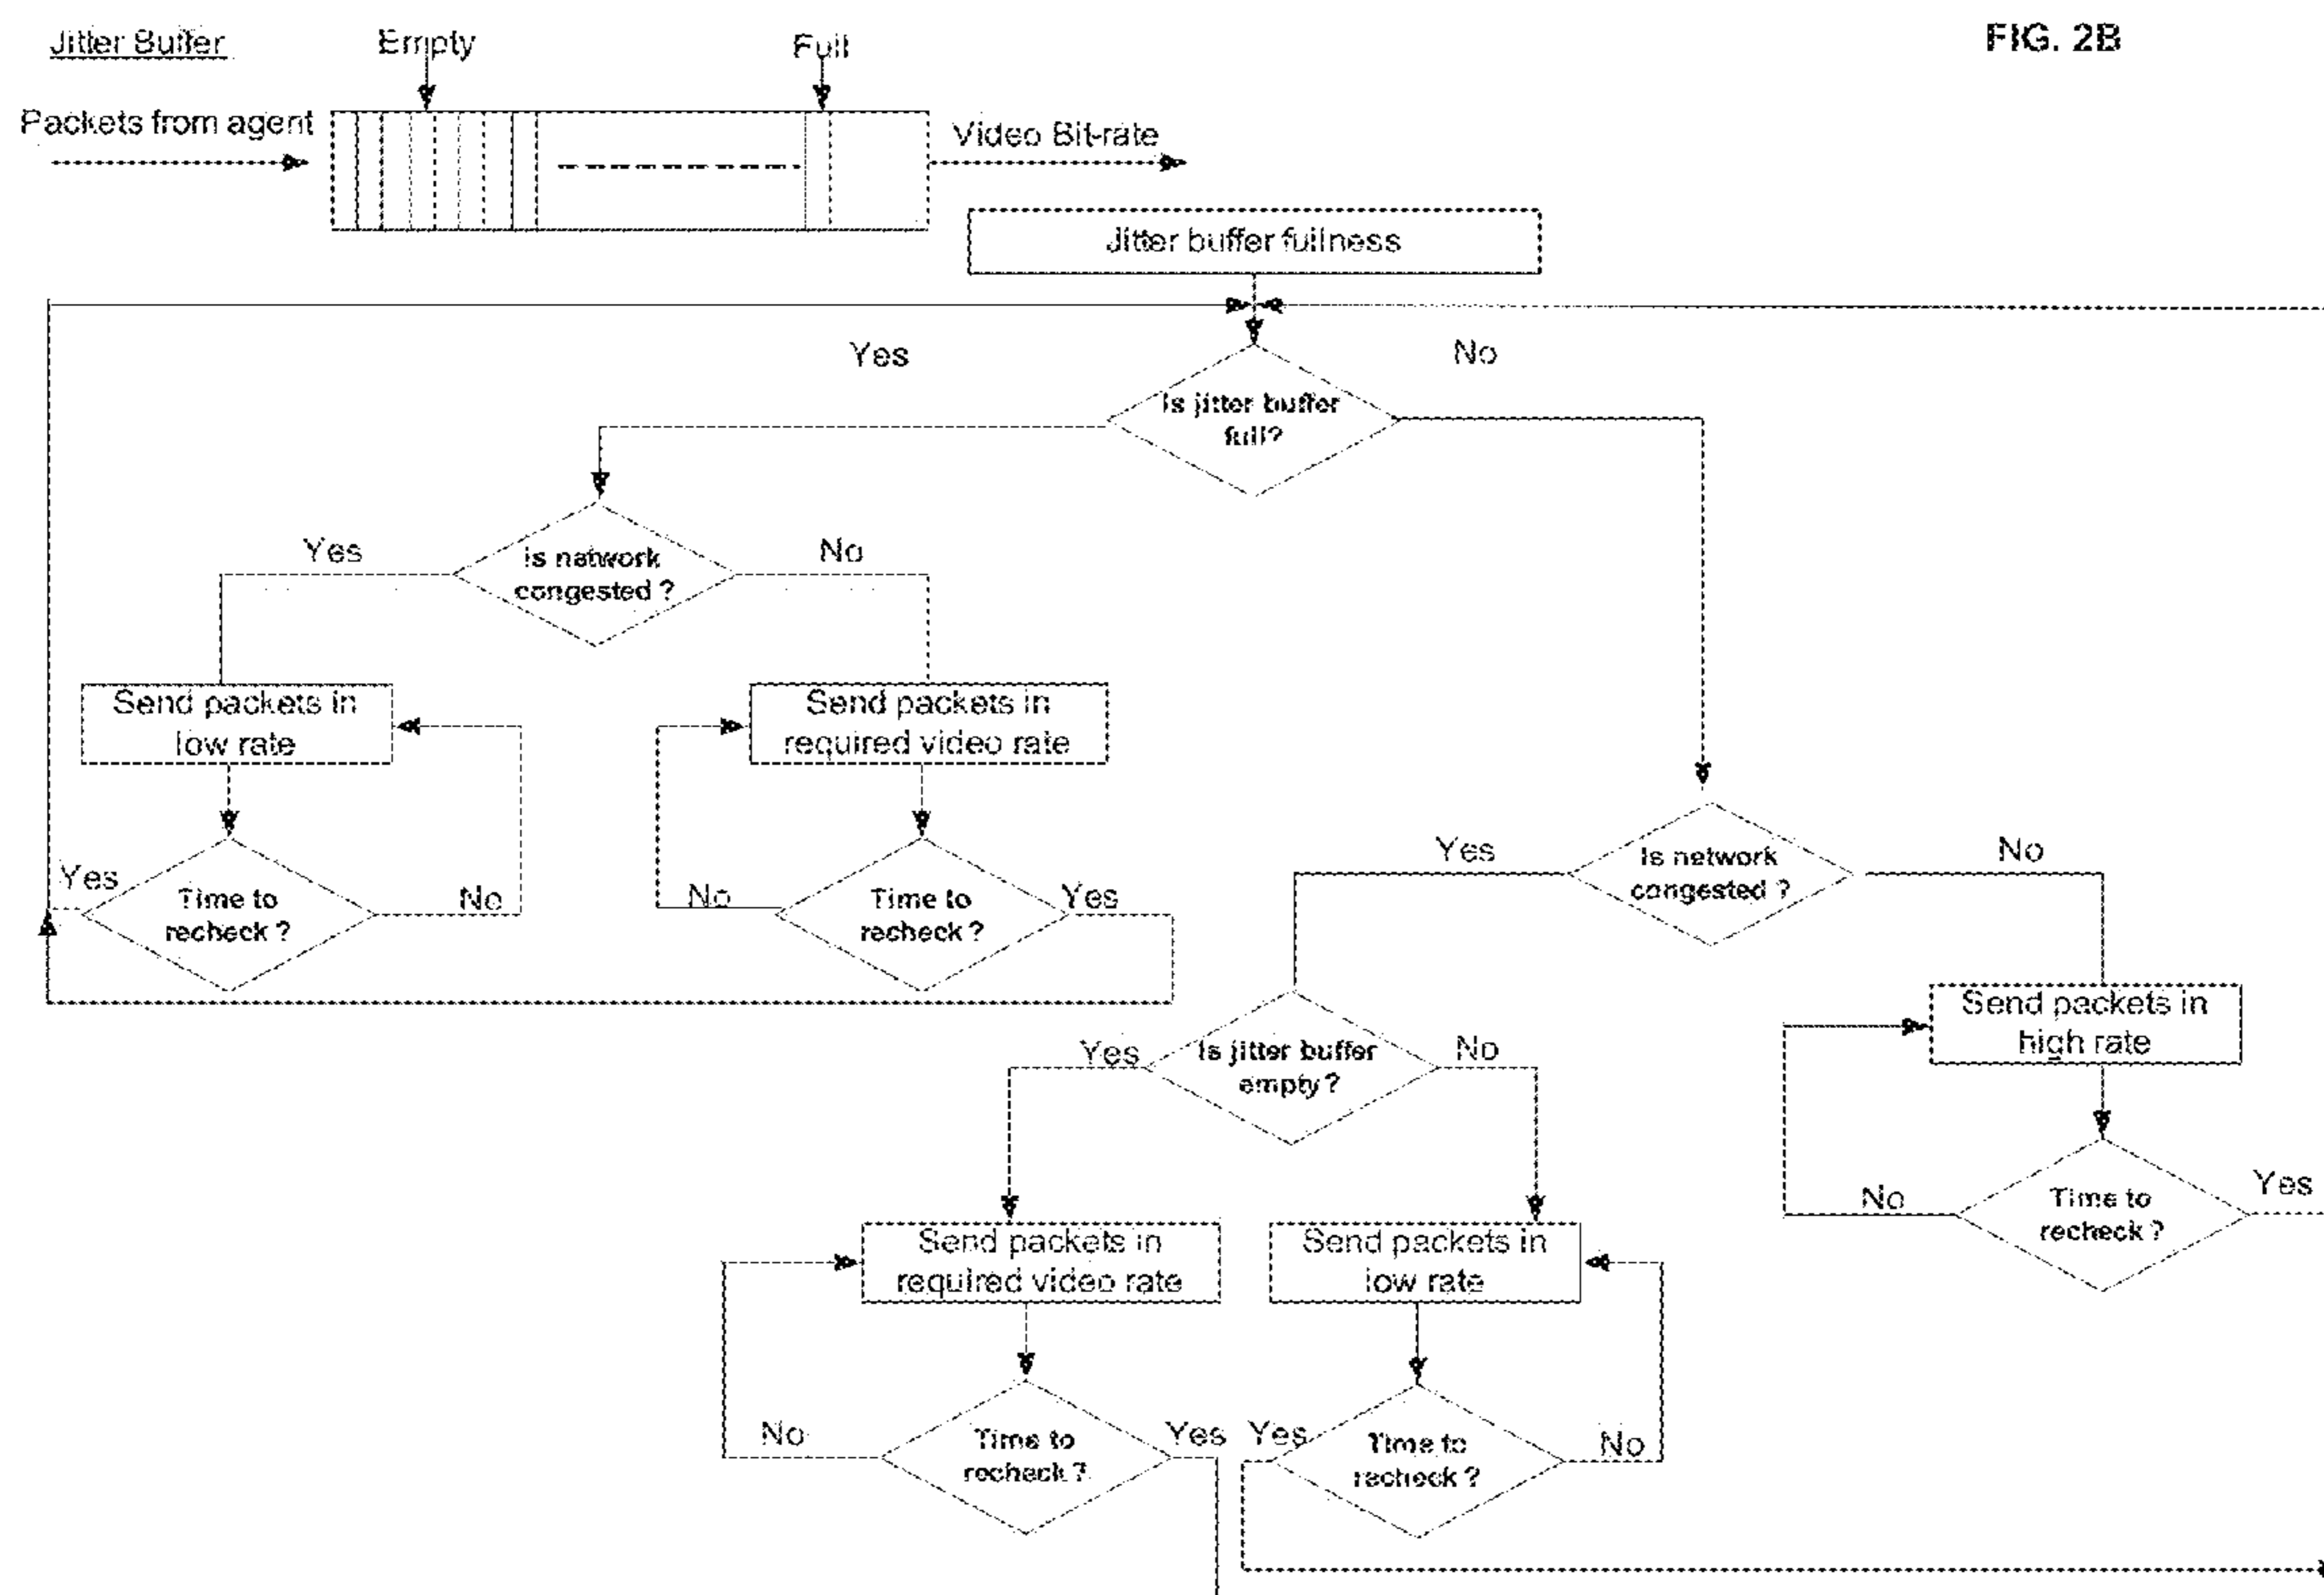 FIG. 2B
Jitter Buffer
Empty
Full
Packets from agent
Video Bit-rate
Jitter buffer fullness
Yes
No
Is jitter buffer
full?
Yes
No
Is network
congested ?
Send packets in
low rate
Send packets in
required video rate
Yes
No
Time to
recheck ?
No
Yes
Time to
recheck ?
Yes
No
Is network
congested ?
Send packets in
high rate
Yes
No
Is jitter buffer
empty ?
No
Yes
Time to
recheck ?
Send packets in
required video rate
Send packets in
low rate
No
Yes
Time to
recheck ?
Yes
No
Time to
recheck ?